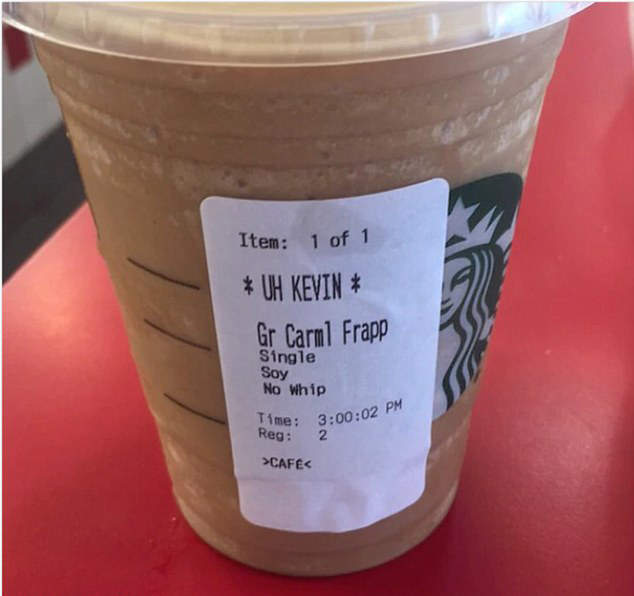 Item: 1 of 1
* UH KEVIN *
Gr Carml Frapp
Single
Soy
No Whip
Time: 3:00:02 PM
Reg: 2
>CAFÉ<